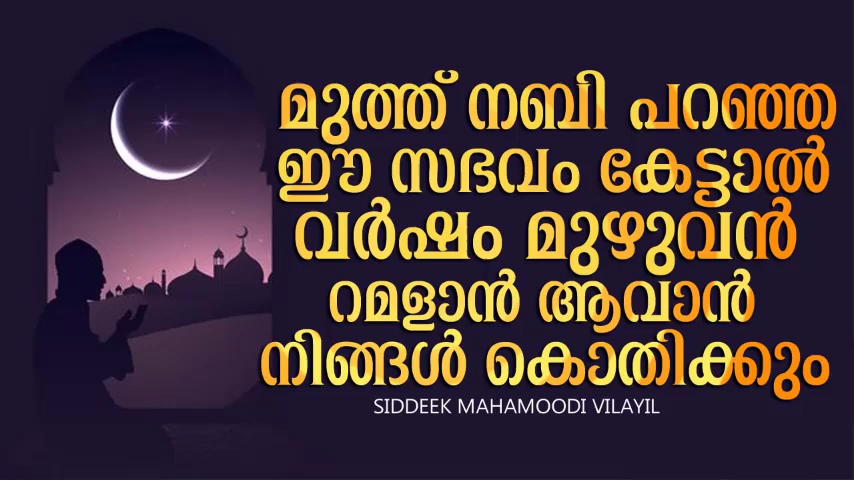 മുത്ത് നബി പറഞ്ഞ
ഈ സഭവം കേട്ടാൽ
വർഷം മുഴുവൻ
റമളാൻ ആവാൻ
നിങ്ങൾ കൊതിക്കും
SIDDEEK MAHAMOODI VILAYIL